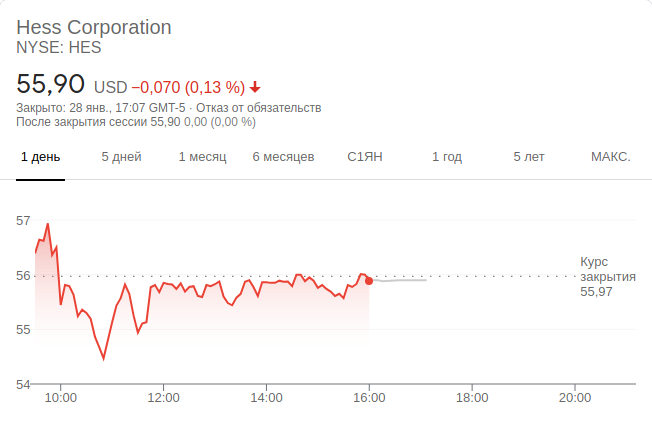 Hess Corporation
NYSE: HES
55,90 USD −0,070 (0,13 %)
Закрыто: 28 янв., 17:07 GMT-5 · Отказ от обязательств
После закрытия сессии 55,90 0,00 (0,00 %)
1 день 5 дней 1 месяц 6 месяцев С1ЯН 1 год 5 лет МАКС.
57
56
55
54
Курс
закрытия
55,97
10:00 12:00 14:00 16:00 18:00 20:00